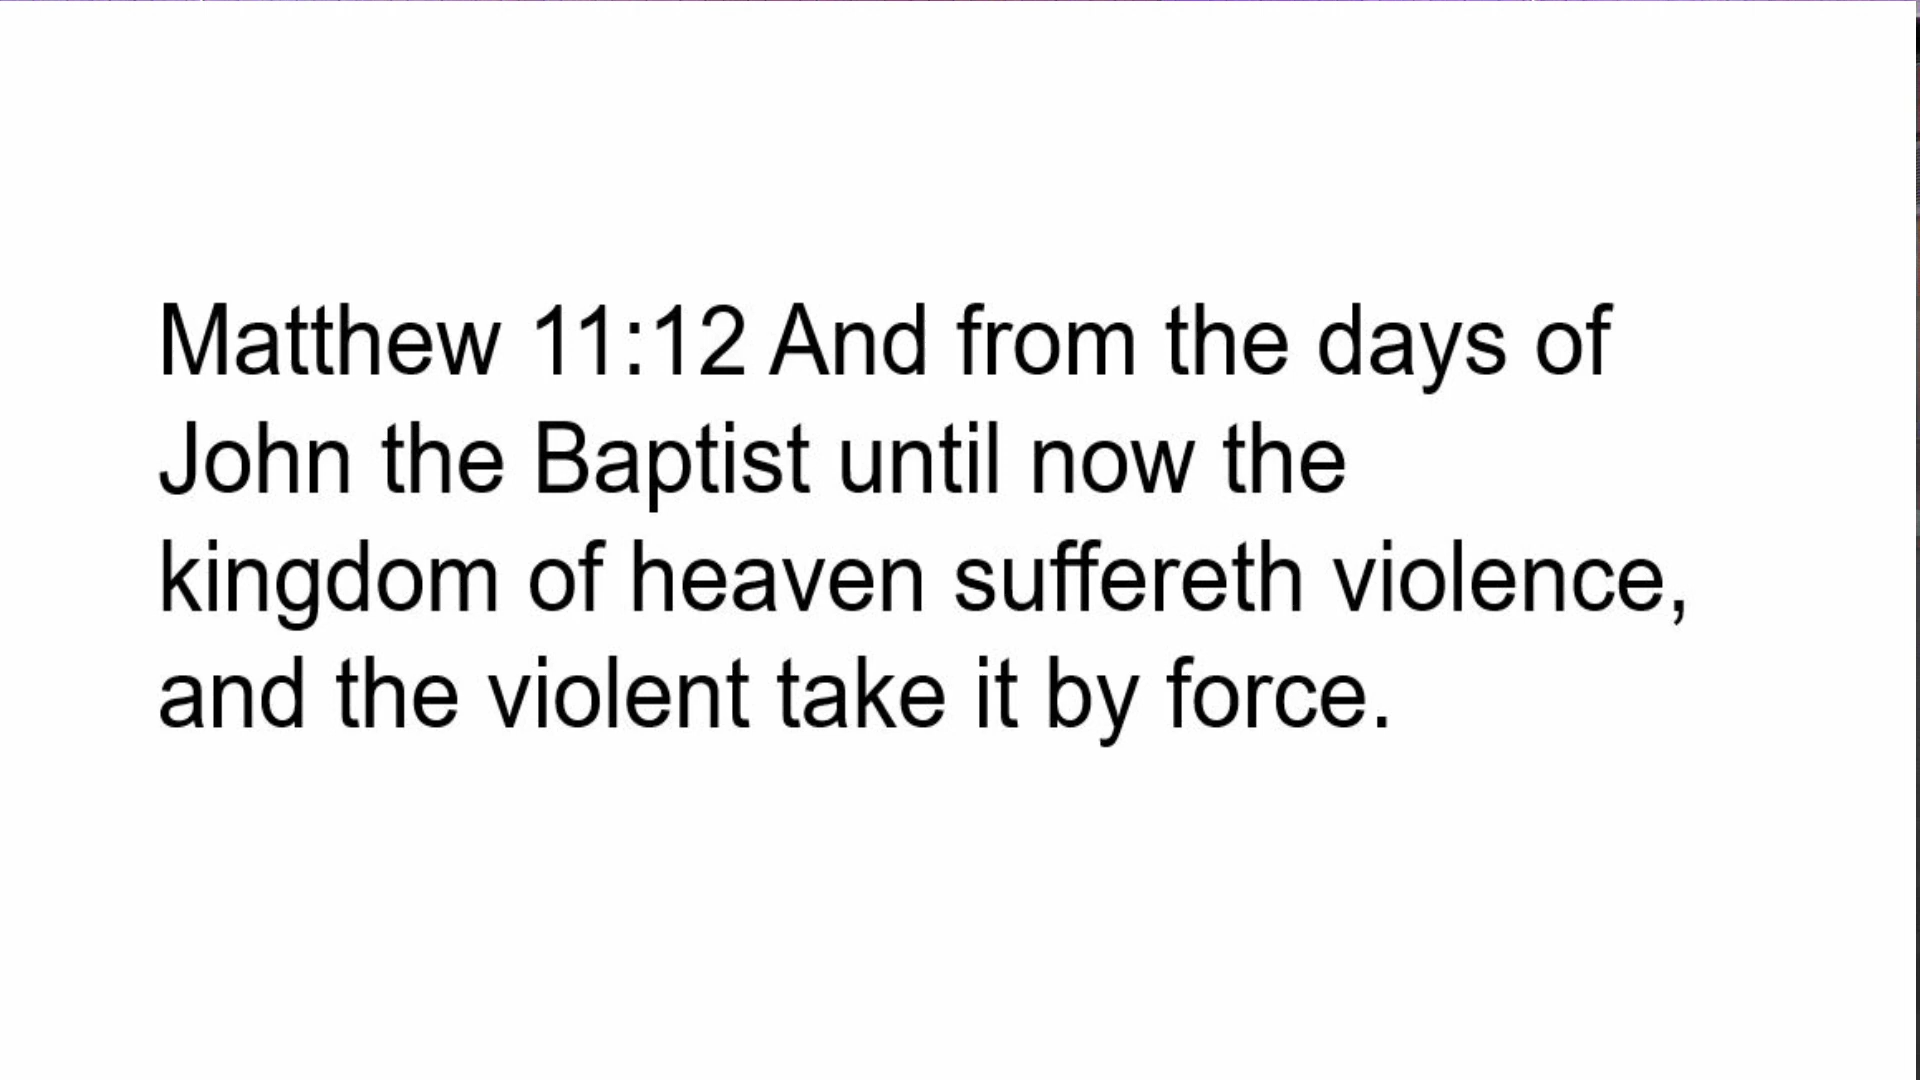 Matthew 11:12 And from the days of
John the Baptist until now the
kingdom of heaven suffereth violence,
and the violent take it by force.